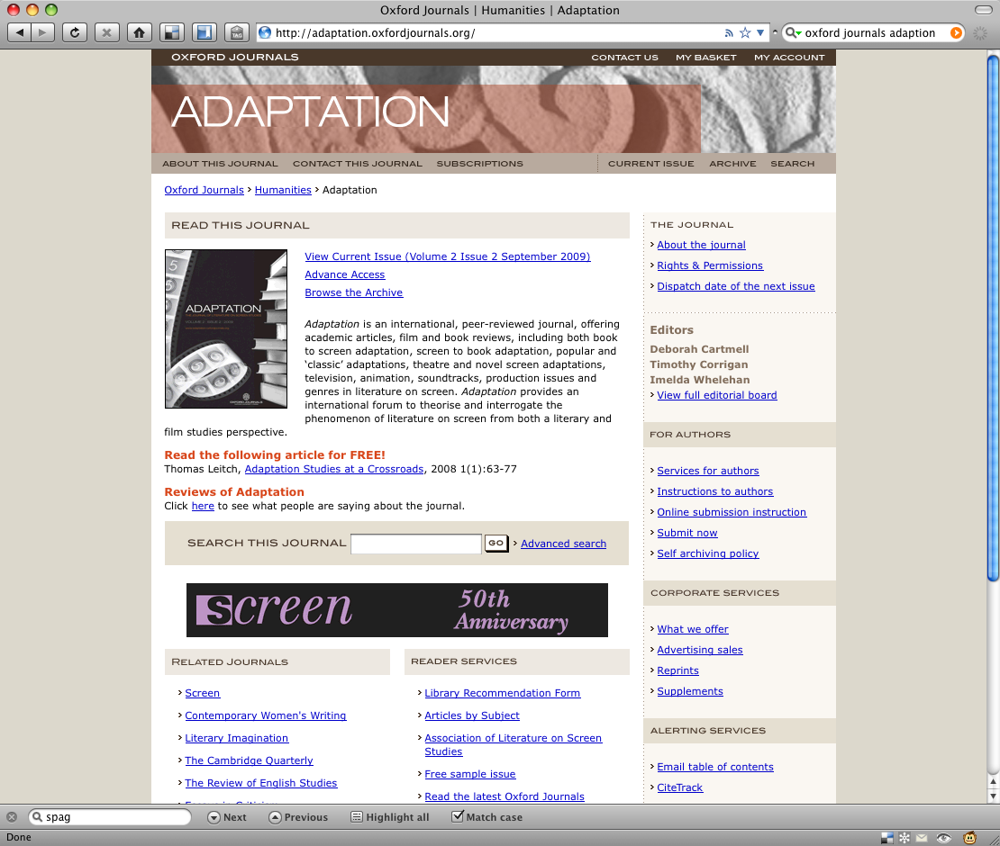 Oxford Journals | Humanities | Adaptation
http://adaptation.oxfordjournals.org/
oxford journals adaption
TAG
OXFORD JOURNALS
CONTACT US MY BASKET MY ACCOUNT
ADAPTATION
ABOUT THIS JOURNAL CONTACT THIS JOURNAL SUBSCRIPTIONS CURRENT ISSUE ARCHIVE SEARCH
Oxford Journals › Humanities › Adaptation
READ THIS JOURNAL
ADAPTATION
View Current Issue (Volume 2 Issue 2 September 2009)
Advance Access
Browse the Archive
Adaptation is an international, peer-reviewed journal, offering
academic articles, film and book reviews, including both book
to screen adaptation, screen to book adaptation, popular and
‘classic’ adaptations, theatre and novel screen adaptations,
television, animation, soundtracks, production issues and
genres in literature on screen. Adaptation provides an
international forum to theorise and interrogate the
phenomenon of literature on screen from both a literary and
film studies perspective.
Read the following article for FREE!
Thomas Leitch, Adaptation Studies at a Crossroads, 2008 1(1):63-77
Reviews of Adaptation
Click here to see what people are saying about the journal.
SEARCH THIS JOURNAL GO › Advanced search
screen 50th
Anniversary
RELATED JOURNALS
› Screen
› Contemporary Women's Writing
› Literary Imagination
› The Cambridge Quarterly
› The Review of English Studies
READER SERVICES
› Library Recommendation Form
› Articles by Subject
› Association of Literature on Screen
Studies
› Free sample issue
› Read the latest Oxford Journals
THE JOURNAL
› About the journal
› Rights & Permissions
› Dispatch date of the next issue
Editors
Deborah Cartmell
Timothy Corrigan
Imelda Whelehan
› View full editorial board
FOR AUTHORS
› Services for authors
› Instructions to authors
› Online submission instruction
› Submit now
› Self archiving policy
CORPORATE SERVICES
› What we offer
› Advertising sales
› Reprints
› Supplements
ALERTING SERVICES
› Email table of contents
› CiteTrack
spag Next Previous Highlight all Match case
Done